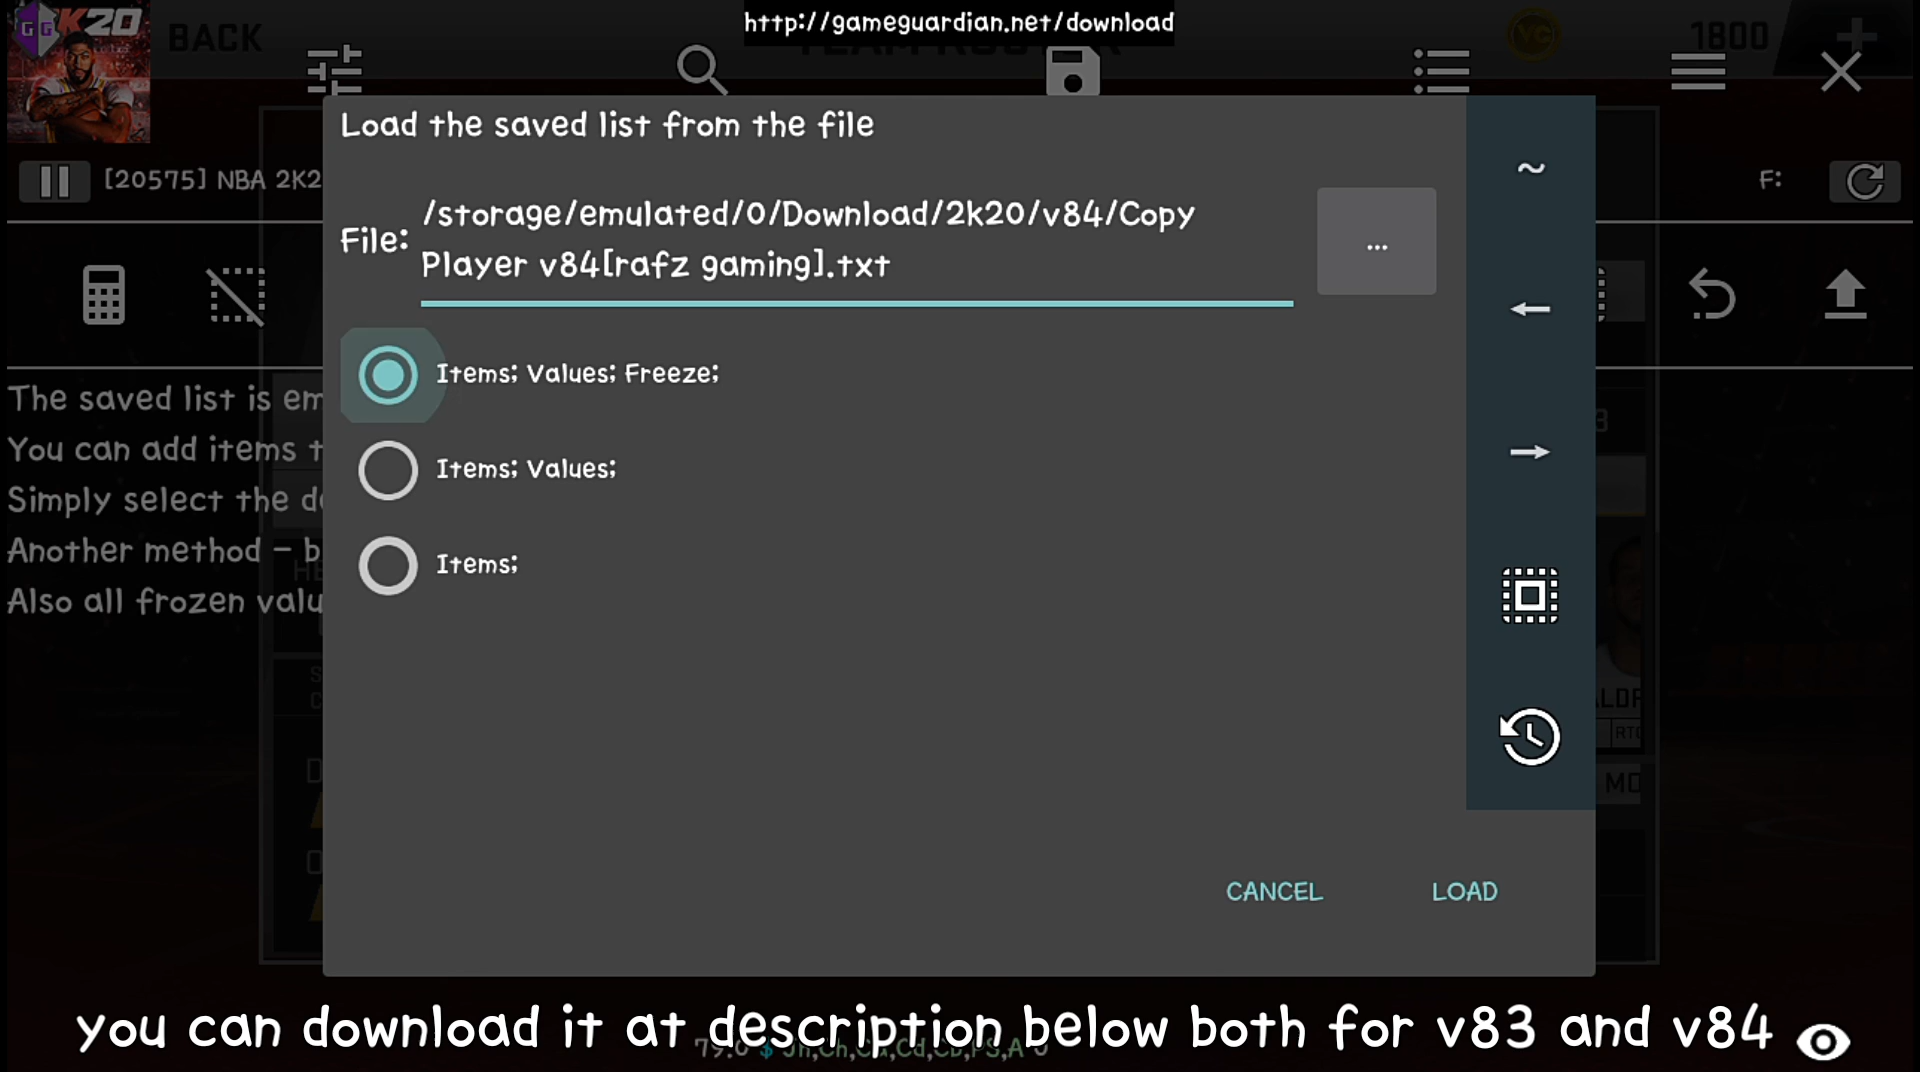 http://gameguardian.net/download
GG
K20
BACK
1800
Load the saved list from the file
[20575] NBA 2K2
F:
File:
/storage/emulated/0/Download/2k20/v84/Copy
Player v84[rafz gaming].txt
...
~
←
→
Items; Values; Freeze;
Items; Values;
Items;
The saved list is em
You can add items t
Simply select the d
Another method - b
Also all frozen valu
MO
CANCEL
LOAD
you can download it at description below both for v83 and v84